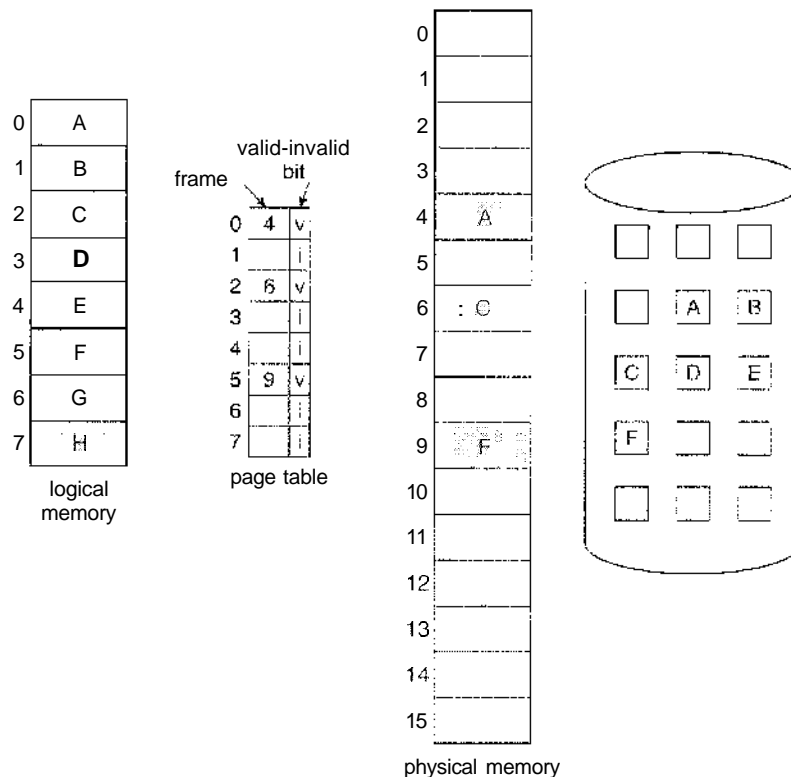 0 A
1 B
2 C
3 D
4 E
5 F
6 G
7 H
logical
memory
valid-invalid
bit
frame
0 4 v
1 i
2 6 v
3 i
4 i
5 9 v
6 i
7 i
page table
0
1
2
3
4 A
5
6 : C
7
8
9 F
10
11
12
13
14
15
physical memory
A B
C D E
F